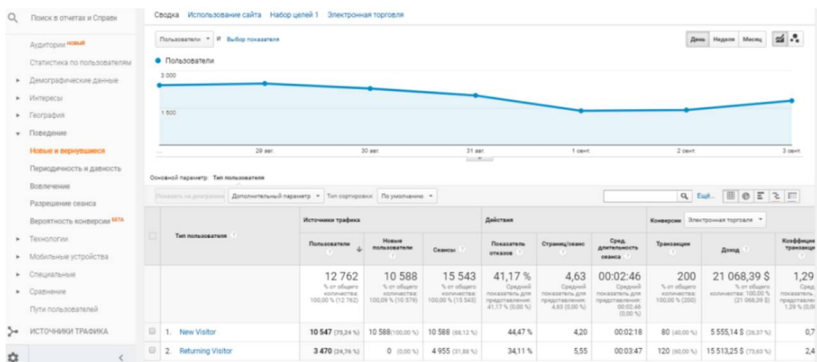 Поиск в отчетах и Справк
Сводка Использование сайта Набор целей 1 Электронная торговля
Аудитории НОВЫЙ
Статистика по пользователям
Демографические данные
Интересы
География
Поведение
Новые и вернувшиеся
Периодичность и давность
Вовлечение
Разрешение сеанса
Вероятность конверсии БЕТА
Технологии
Мобильные устройства
Специальные
Сравнение
Пути пользователей
ИСТОЧНИКИ ТРАФИКА
Пользователи И Выбор показателя
День Неделя Месяц
Пользователи
3 000
1 500
... 29 авг. 30 авг. 31 авг. 1 сент. 2 сент. 3 сент.
Основной параметр: Тип пользователя
Показать на диаграмме Дополнительный параметр Тип сортировки: По умолчанию
Ещё...
Тип пользователя
Источники трафика Действия Конверсии Электронная торговля
Пользователи Новые пользователи Сеансы Показатель отказов Страниц/сеанс Сред. длительность сеанса Транзакции Доход Коэффицие транзакци
12 762 10 588 15 543 41,17 % 4,63 00:02:46 200 21 068,39 $ 1,29
% от общего количества: 100,00 % (12 762)
% от общего количества: 100,09 % (10 579)
% от общего количества: 100,00 % (15 543)
Средний показатель для представления: 41,17 % (0,00 %)
Средний показатель для представления: 4,63 (0,00 %)
Средний показатель для представления: 00:02:46 (0,00 %)
% от общего количества: 100,00 % (200)
% от общего количества: 100,00 % (21 068,39 $)
1. New Visitor 10 547 (75,24 %) 10 588 (100,00 %) 10 588 (68,12 %) 44,47 % 4,20 00:02:18 80 (40,00 %) 5 555,14 $ (26,37 %) 0,7
2. Returning Visitor 3 470 (24,76 %) 0 (0,00 %) 4 955 (31,88 %) 34,11 % 5,55 00:03:47 120 (60,00 %) 15 513,25 $ (73,63 %) 2,4